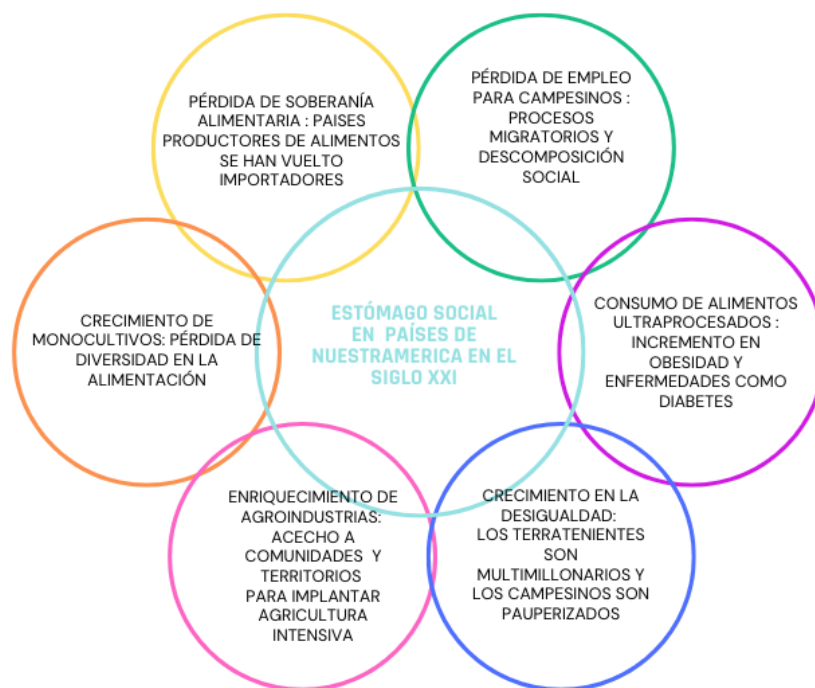 PÉRDIDA DE SOBERANÍA
ALIMENTARIA : PAISES
PRODUCTORES DE ALIMENTOS
SE HAN VUELTO
IMPORTADORES
PÉRDIDA DE EMPLEO
PARA CAMPESINOS :
PROCESOS
MIGRATORIOS Y
DESCOMPOSICIÓN
SOCIAL
CRECIMIENTO DE
MONOCULTIVOS: PÉRDIDA DE
DIVERSIDAD EN LA
ALIMENTACIÓN
ESTÓMAGO SOCIAL
EN PAÍSES DE
NUESTRAMERICA EN EL
SIGLO XXI
CONSUMO DE ALIMENTOS
ULTRAPROCESADOS :
INCREMENTO EN
OBESIDAD Y
ENFERMEDADES COMO
DIABETES
ENRIQUECIMIENTO DE
AGROINDUSTRIAS:
ACECHO A
COMUNIDADES Y
TERRITORIOS
PARA IMPLANTAR
AGRICULTURA
INTENSIVA
CRECIMIENTO EN LA
DESIGUALDAD:
LOS TERRATENIENTES
SON
MULTIMILLONARIOS Y
LOS CAMPESINOS SON
PAUPERIZADOS